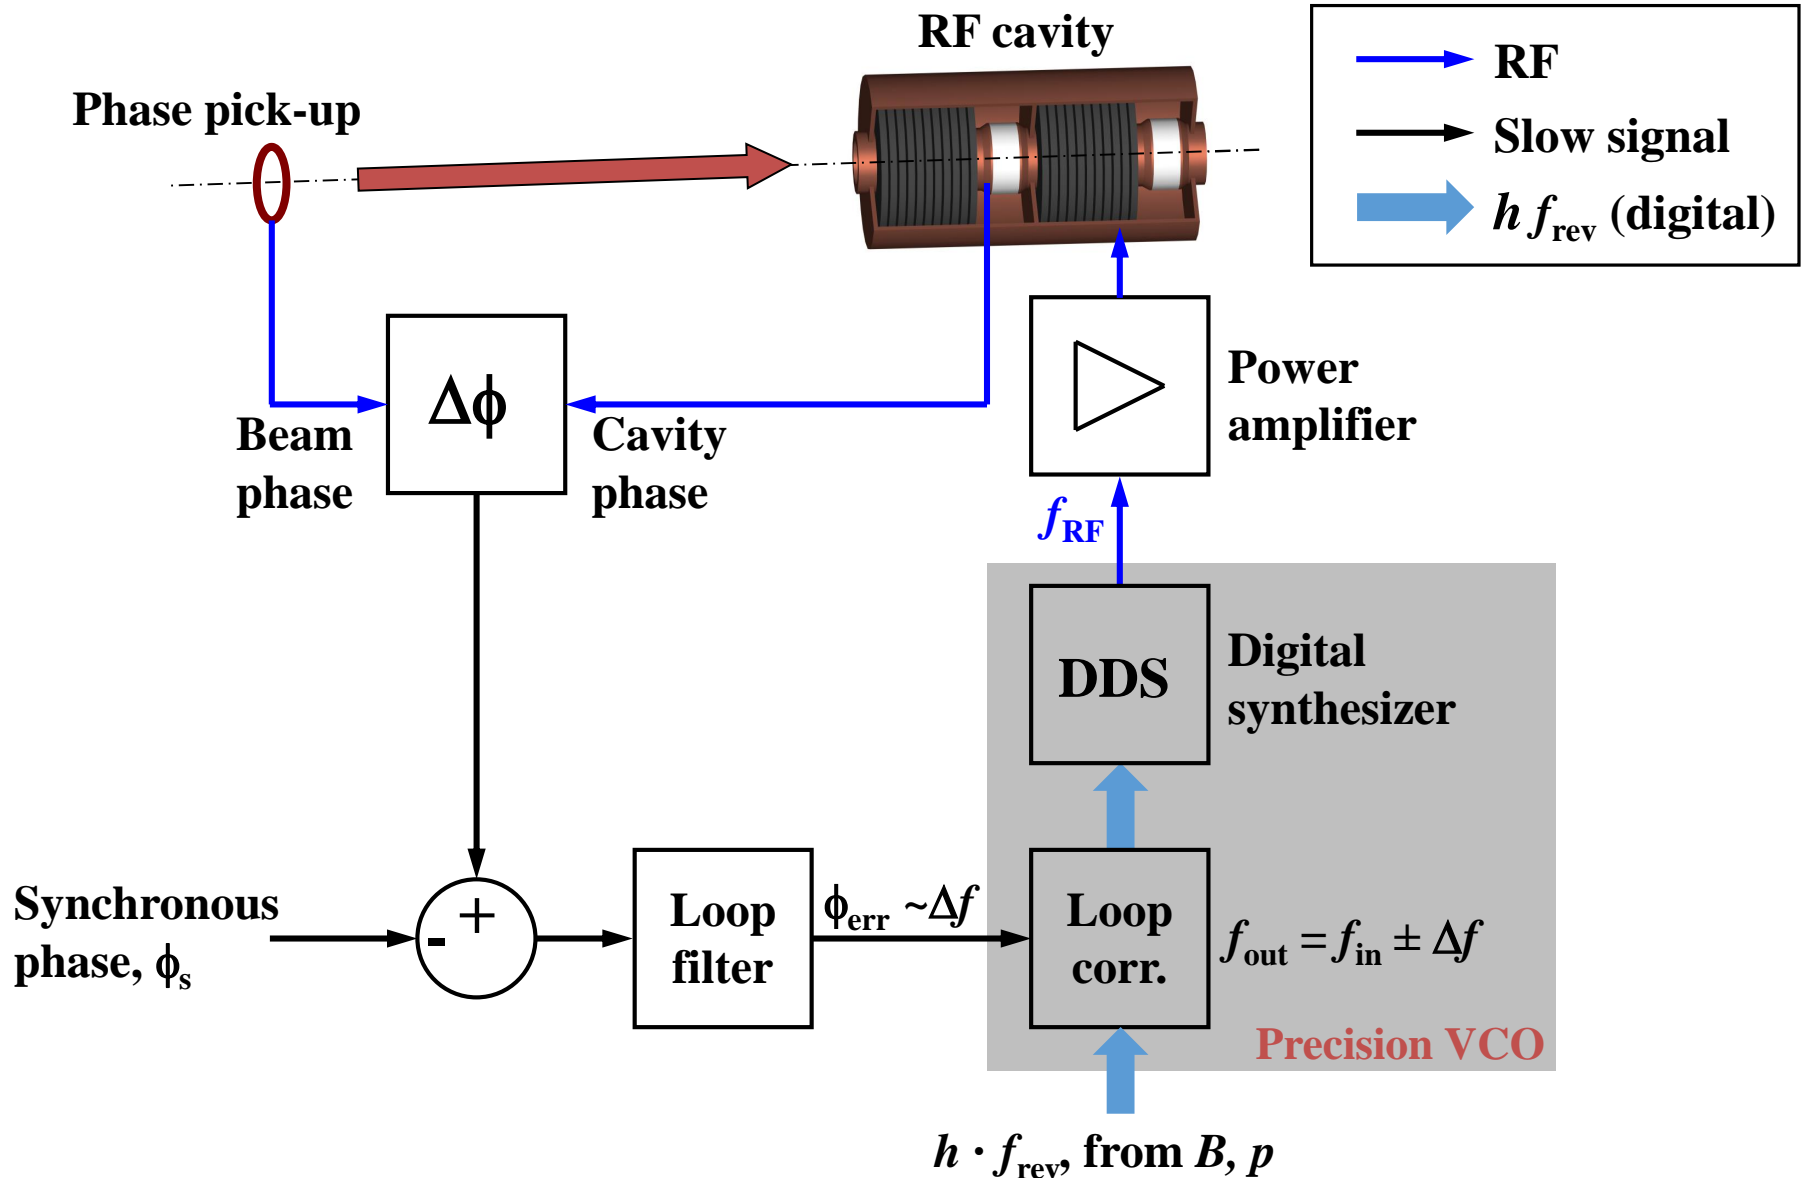 RF cavity
Phase pick-up
RF
Slow signal
h f_rev (digital)
Δϕ
Beam
phase
Cavity
phase
Power
amplifier
f_RF
DDS
Digital
synthesizer
Synchronous
phase, ϕ_s
+
-
Loop
filter
ϕ_err ~Δf
Loop
corr.
f_out = f_in ± Δf
Precision VCO
h · f_rev, from B, p